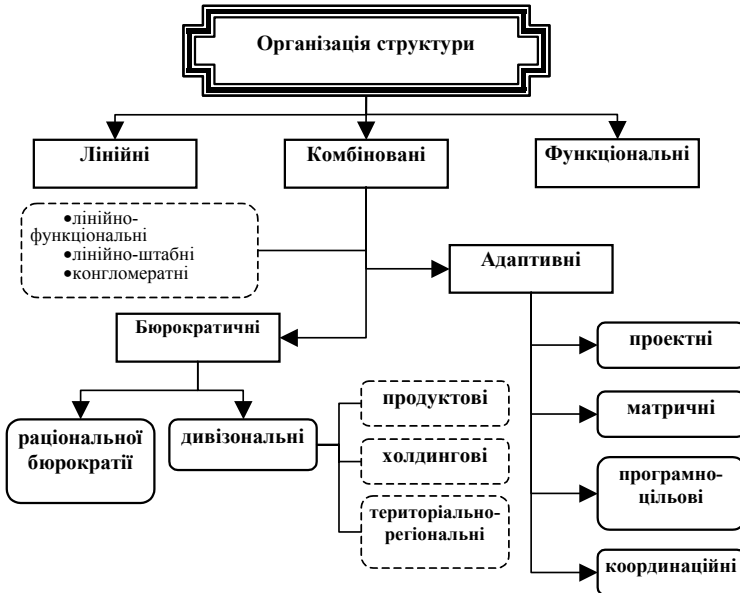 Організація структури
Лінійні
Комбіновані
Функціональні
•лінійно-
функціональні
•лінійно-штабні
•конгломератні
Адаптивні
Бюрократичні
проектні
матричні
програмно-
цільові
координаційні
раціональної
бюрократії
дивізональні
продуктові
холдингові
територіально-
регіональні